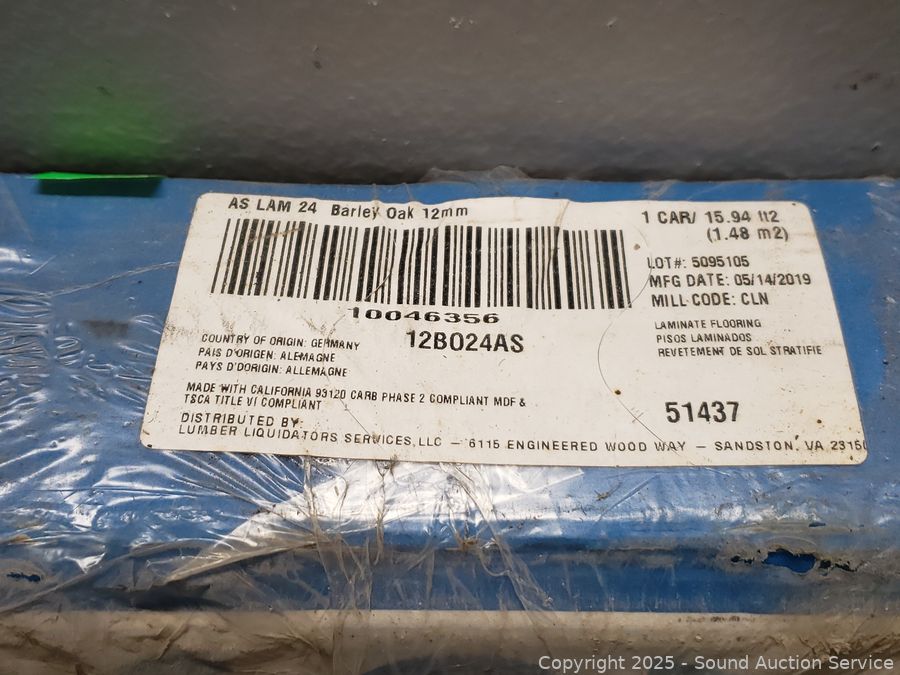 AS LAM 24 Barley Oak 12mm
1 CAR/ 15.94 ft2
(1.48 m2)
LOT#: 5095105
MFG DATE: 05/14/2019
MILL CODE: CLN
10046356
12BO24AS
LAMINATE FLOORING
PISOS LAMINADOS
REVETEMENT DE SOL STRATIFIE
COUNTRY OF ORIGIN: GERMANY
PAIS D'ORIGEN: ALEMAGNE
PAYS D'DORIGIN: ALLEMAGNE
MADE WITH CALIFORNIA 93120 CARB PHASE 2 COMPLIANT MDF &
TSCA TITLE VI COMPLIANT
51437
DISTRIBUTED BY:
LUMBER LIQUIDATORS SERVICES, LLC – 6115 ENGINEERED WOOD WAY – SANDSTON, VA 2315
Copyright © 2025 - Sound Auction Service